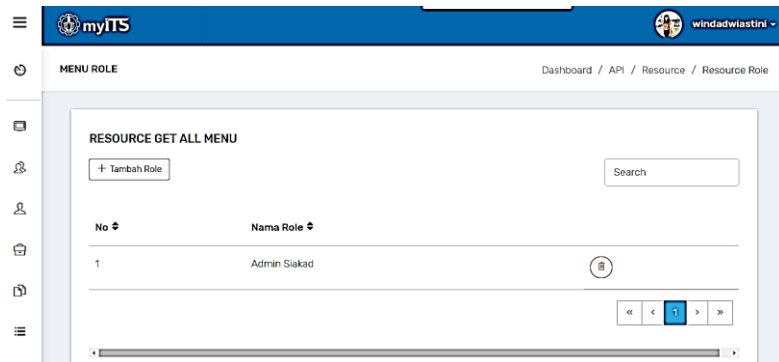 myITS
windadwiastini
MENU ROLE
Dashboard / API / Resource / Resource Role
RESOURCE GET ALL MENU
+ Tambah Role
Search
No
Nama Role
1
Admin Siakad
« ‹ 1 › »